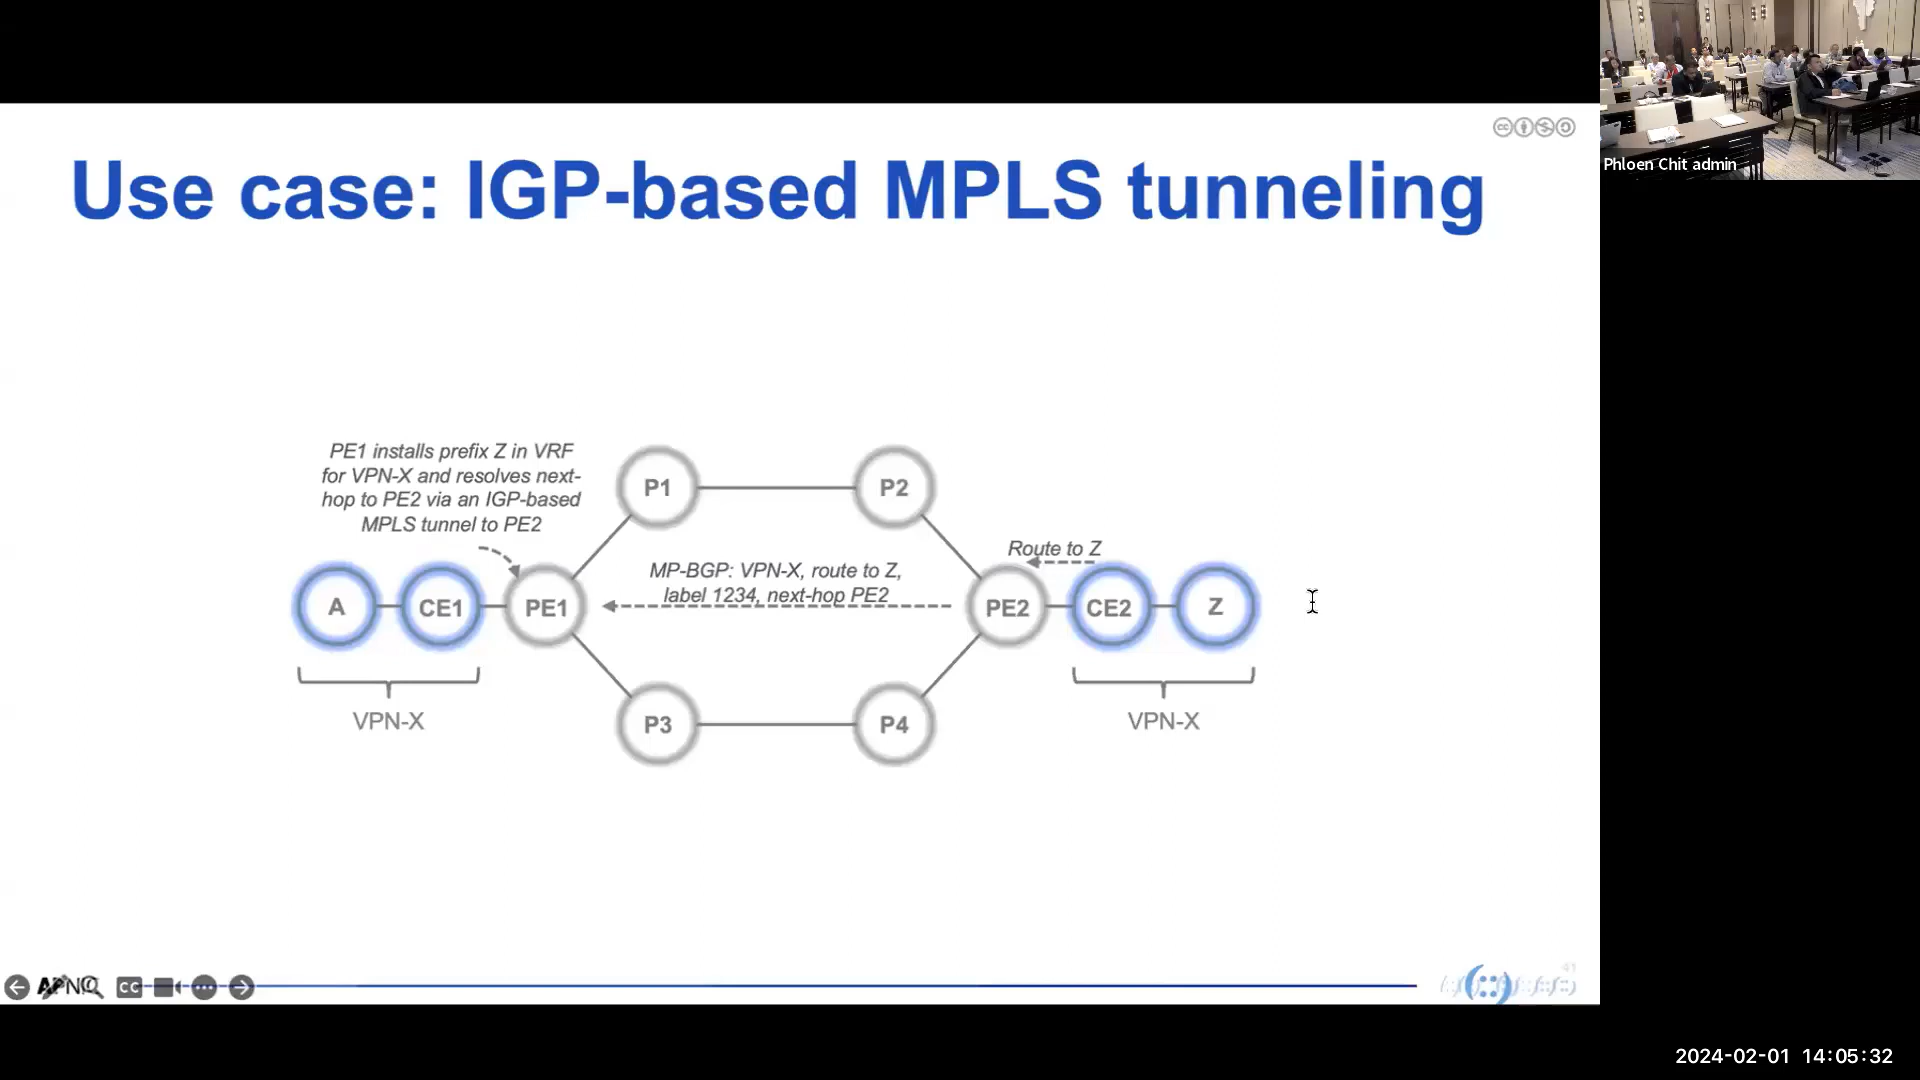 Use case: IGP-based MPLS tunneling
Phloen Chit admin
PE1 installs prefix Z in VRF
for VPN-X and resolves next-
hop to PE2 via an IGP-based
MPLS tunnel to PE2
P1
P2
Route to Z
MP-BGP: VPN-X, route to Z,
label 1234, next-hop PE2
A
CE1
PE1
PE2
CE2
Z
VPN-X
VPN-X
P3
P4
CC
41
2024-02-01 14:05:32